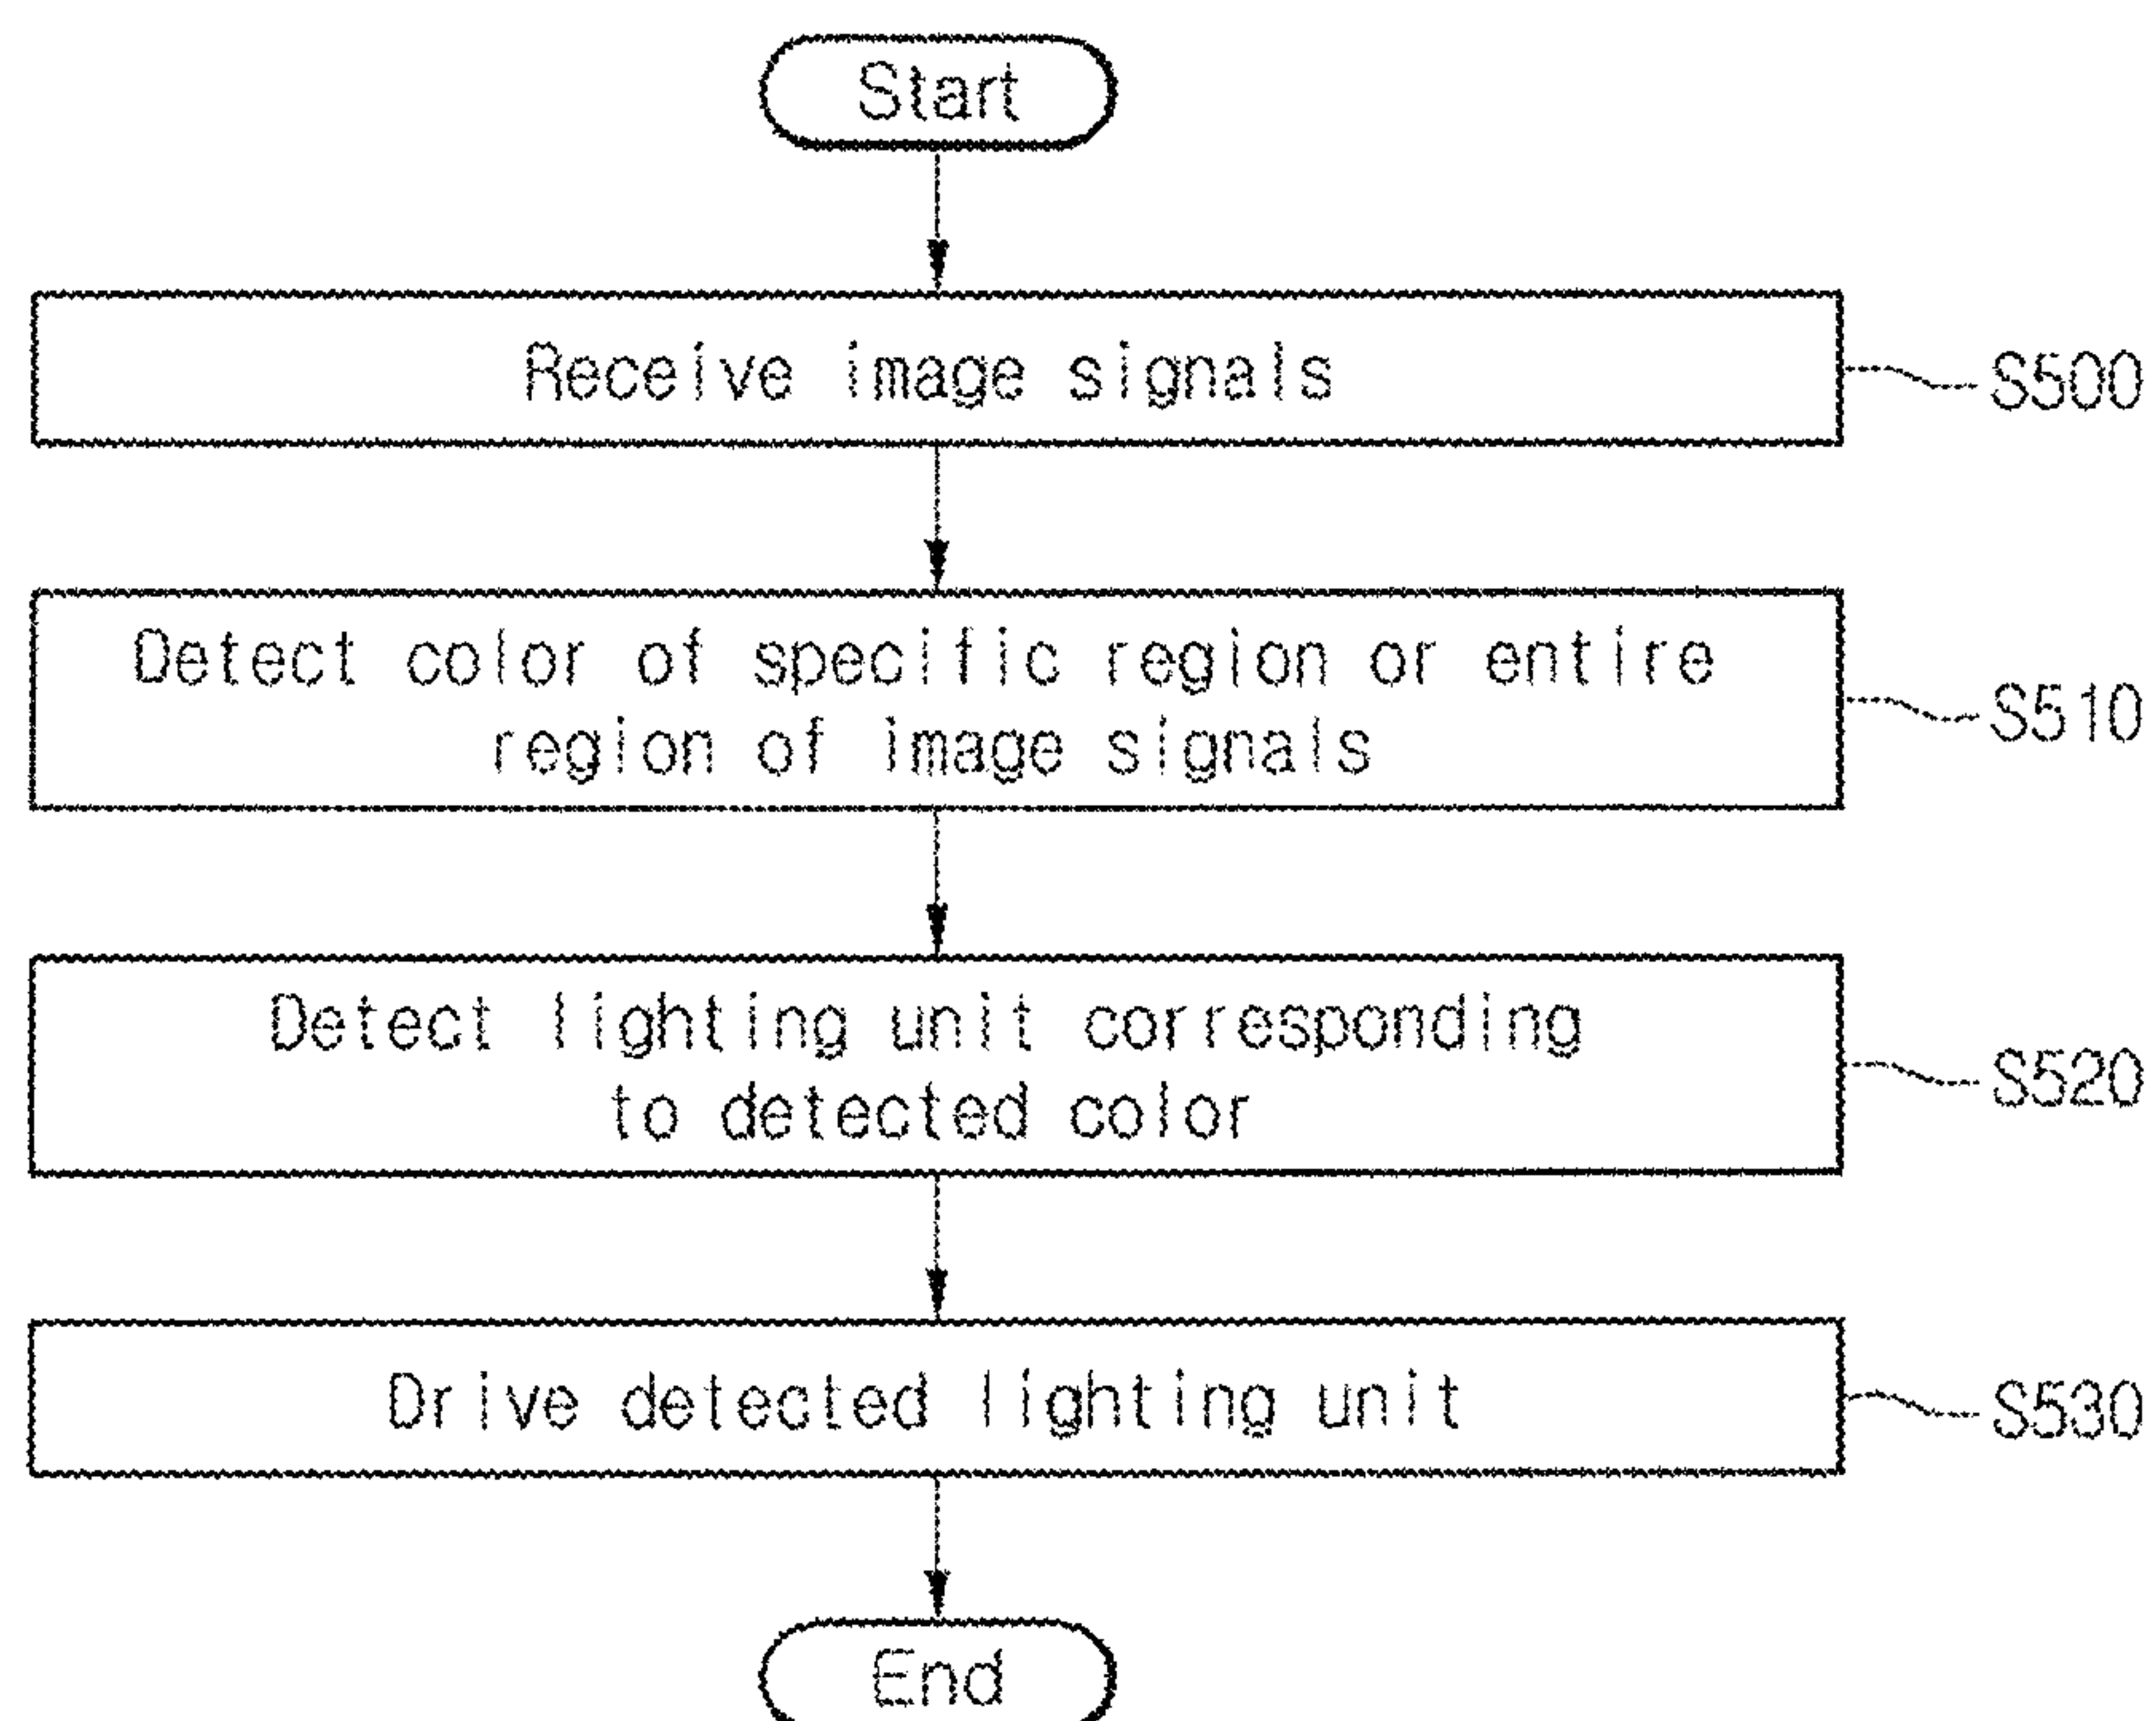 Start
Receive image signals
S500
Detect color of specific region or entire
region of image signals
S510
Detect lighting unit corresponding
to detected color
S520
Drive detected lighting unit
S530
End